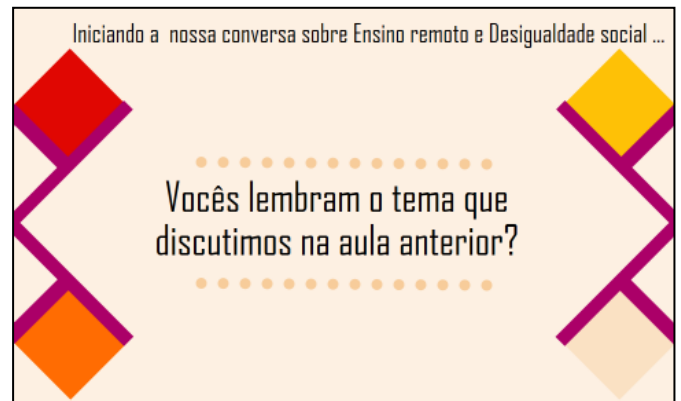 Iniciando a nossa conversa sobre Ensino remoto e Desigualdade social ...
Vocês lembram o tema que
discutimos na aula anterior?